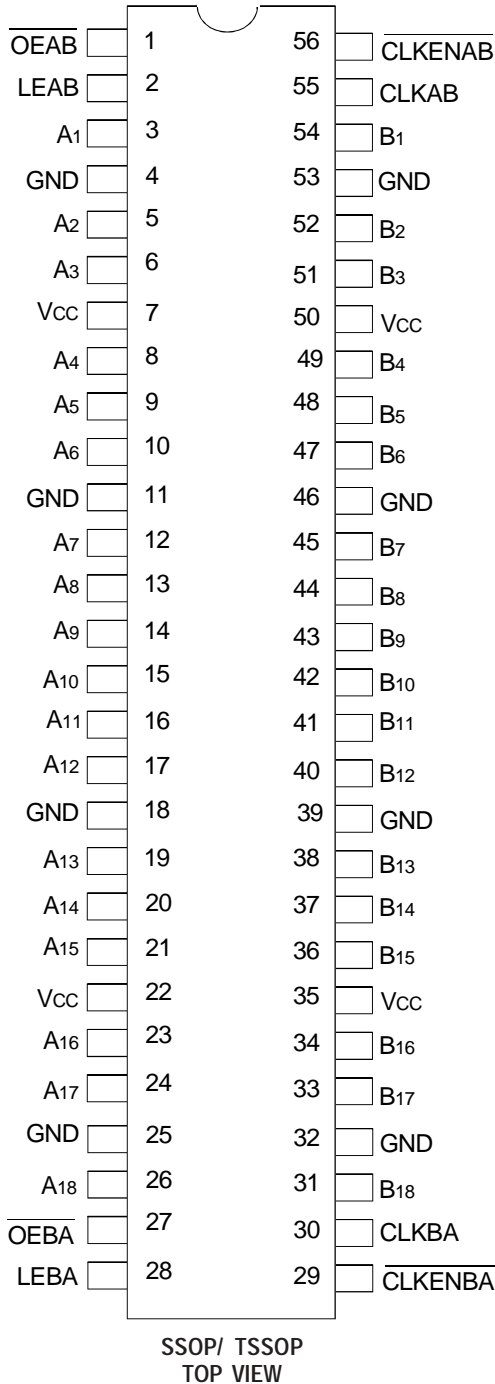 OEAB 1 56 CLKENAB
LEAB 2 55 CLKAB
A1 3 54 B1
GND 4 53 GND
A2 5 52 B2
A3 6 51 B3
VCC 7 50 VCC
A4 8 49 B4
A5 9 48 B5
A6 10 47 B6
GND 11 46 GND
A7 12 45 B7
A8 13 44 B8
A9 14 43 B9
A10 15 42 B10
A11 16 41 B11
A12 17 40 B12
GND 18 39 GND
A13 19 38 B13
A14 20 37 B14
A15 21 36 B15
VCC 22 35 VCC
A16 23 34 B16
A17 24 33 B17
GND 25 32 GND
A18 26 31 B18
OEBA 27 30 CLKBA
LEBA 28 29 CLKENBA
SSOP/ TSSOP
TOP VIEW